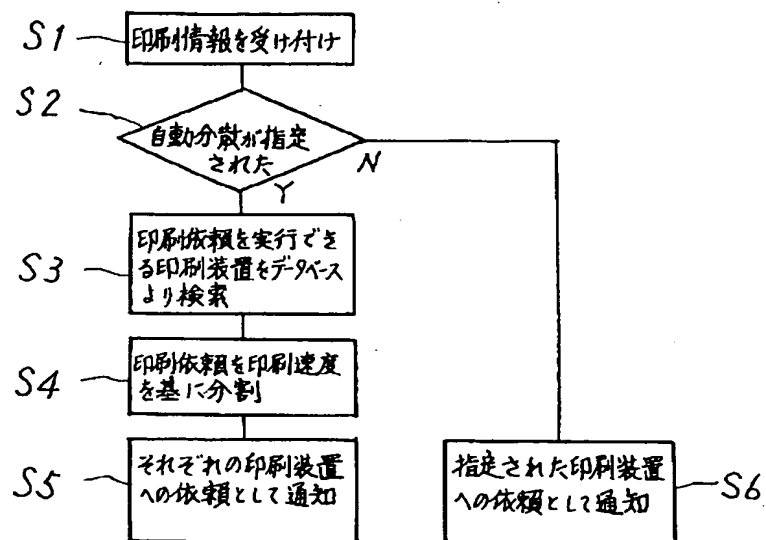 S1
印刷情報を受け付け
S2
自動分散が指定
された
N
Y
S3
印刷依頼を実行でき
る印刷装置をデータベース
より検索
S4
印刷依頼を印刷速度
を基に分割
S5
それぞれの印刷装置
への依頼として通知
指定された印刷装置
への依頼として通知
S6